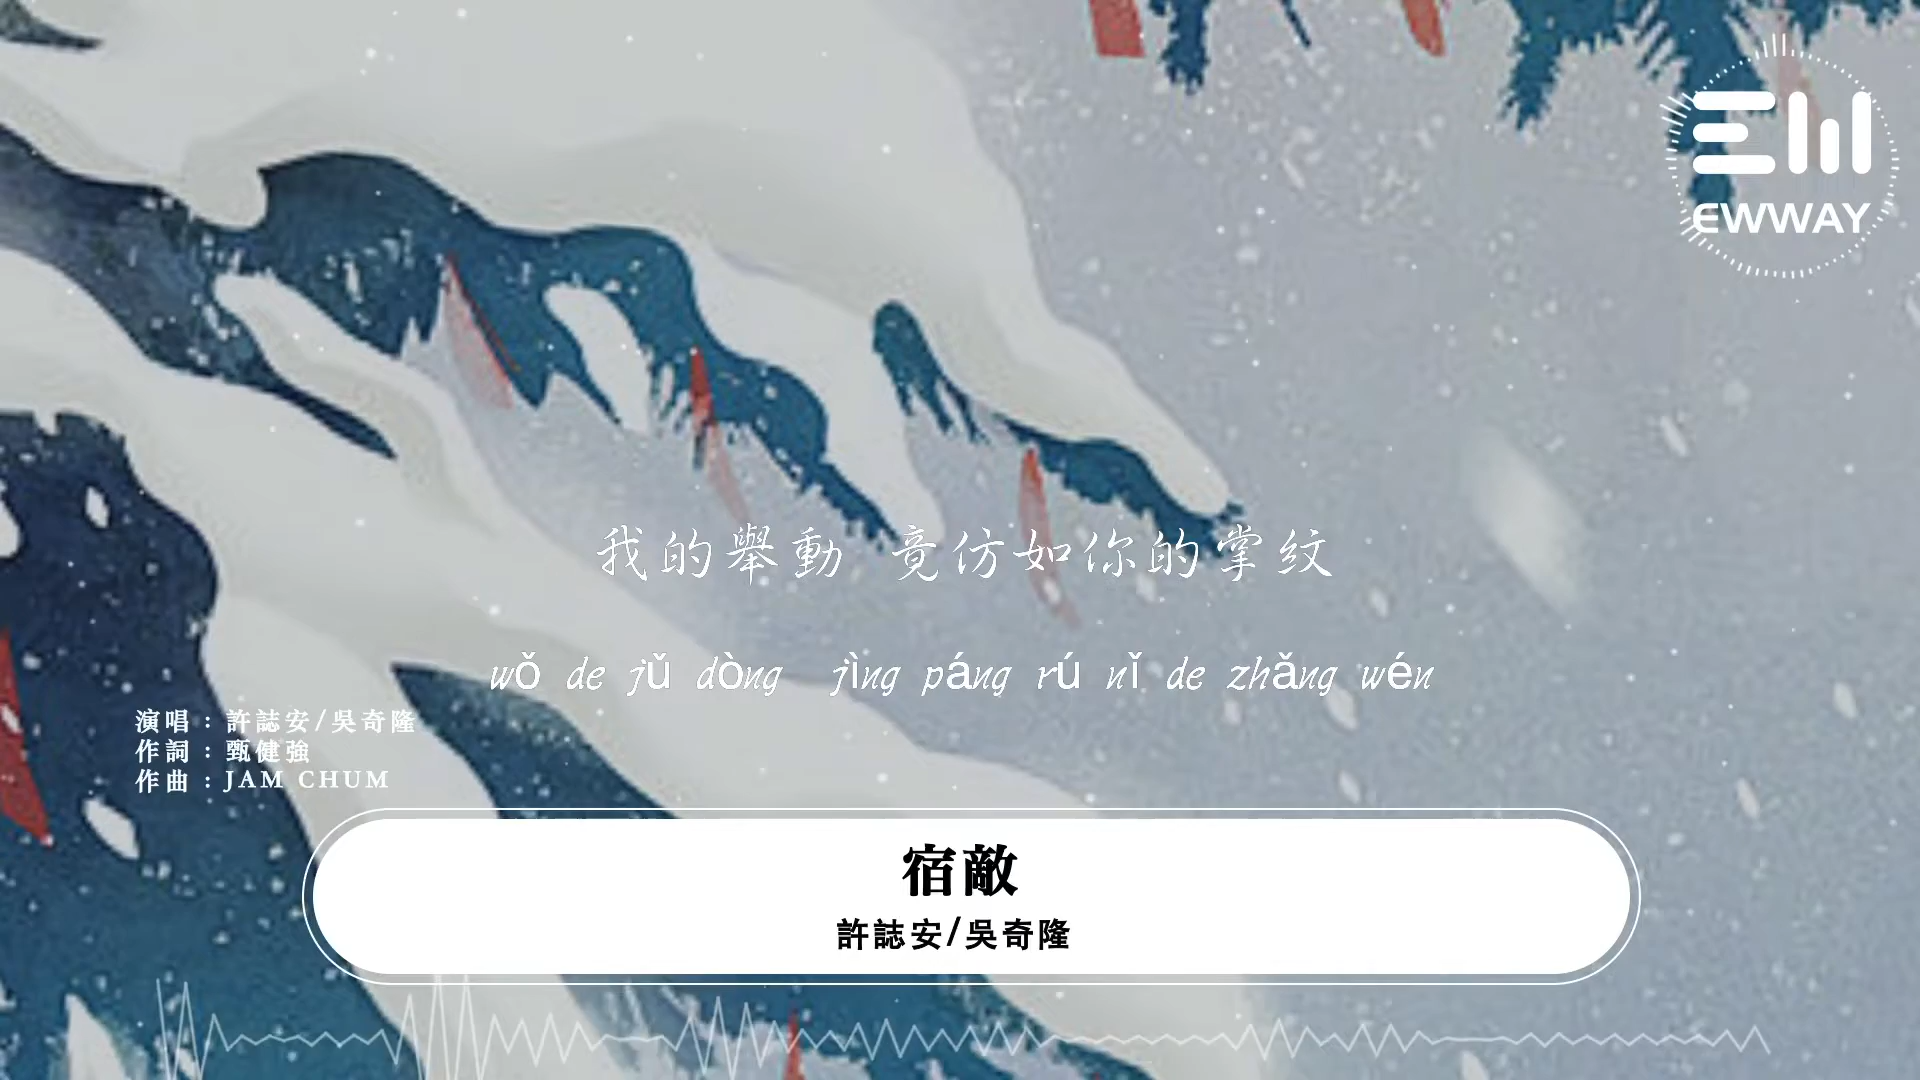 EW
EWWAY
我的舉動 竟仿如你的掌纹
wǒ de jǔ dòng jìng páng rú nǐ de zhǎng wén
演唱：許誌安/吳奇隆
作詞：甄健強
作曲：JAM CHUM
宿敵
許誌安/吳奇隆